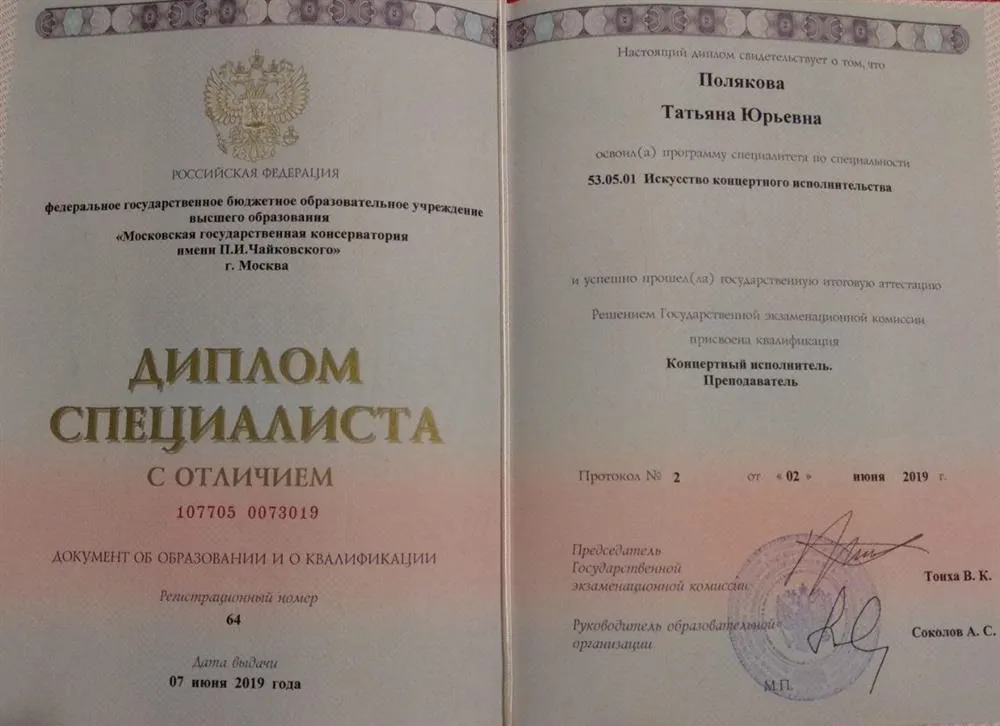 РОССИЙСКАЯ ФЕДЕРАЦИЯ
федеральное государственное бюджетное образовательное учреждение
высшего образования
«Московская государственная консерватория
имени П.И.Чайковского»
г. Москва
ДИПЛОМ
СПЕЦИАЛИСТА
С ОТЛИЧИЕМ
107705 0073019
ДОКУМЕНТ ОБ ОБРАЗОВАНИИ И О КВАЛИФИКАЦИИ
Регистрационный номер
64
Дата выдачи
07 июня 2019 года
Настоящий диплом свидетельствует о том, что
Полякова
Татьяна Юрьевна
освоил(а) программу специалитета по специальности
53.05.01 Искусство концертного исполнительства
и успешно прошел(ла) государственную итоговую аттестацию
Решением Государственной экзаменационной комиссии
присвоена квалификация
Концертный исполнитель.
Преподаватель
Протокол № 2 от « 02 » июня 2019 г.
Председатель
Государственной
экзаменационной комиссии
Тонха В. К.
Руководитель образовательной
организации
Соколов А. С.
М.П.